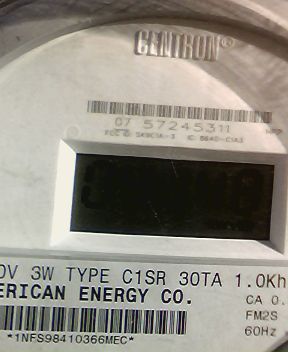 CENTRON®
07 57245311
0V 3W TYPE C1SR 30TA 1.0Kh
ERICAN ENERGY CO.
CA 0.
FM2S
60Hz
*1NFS98410366MEC*